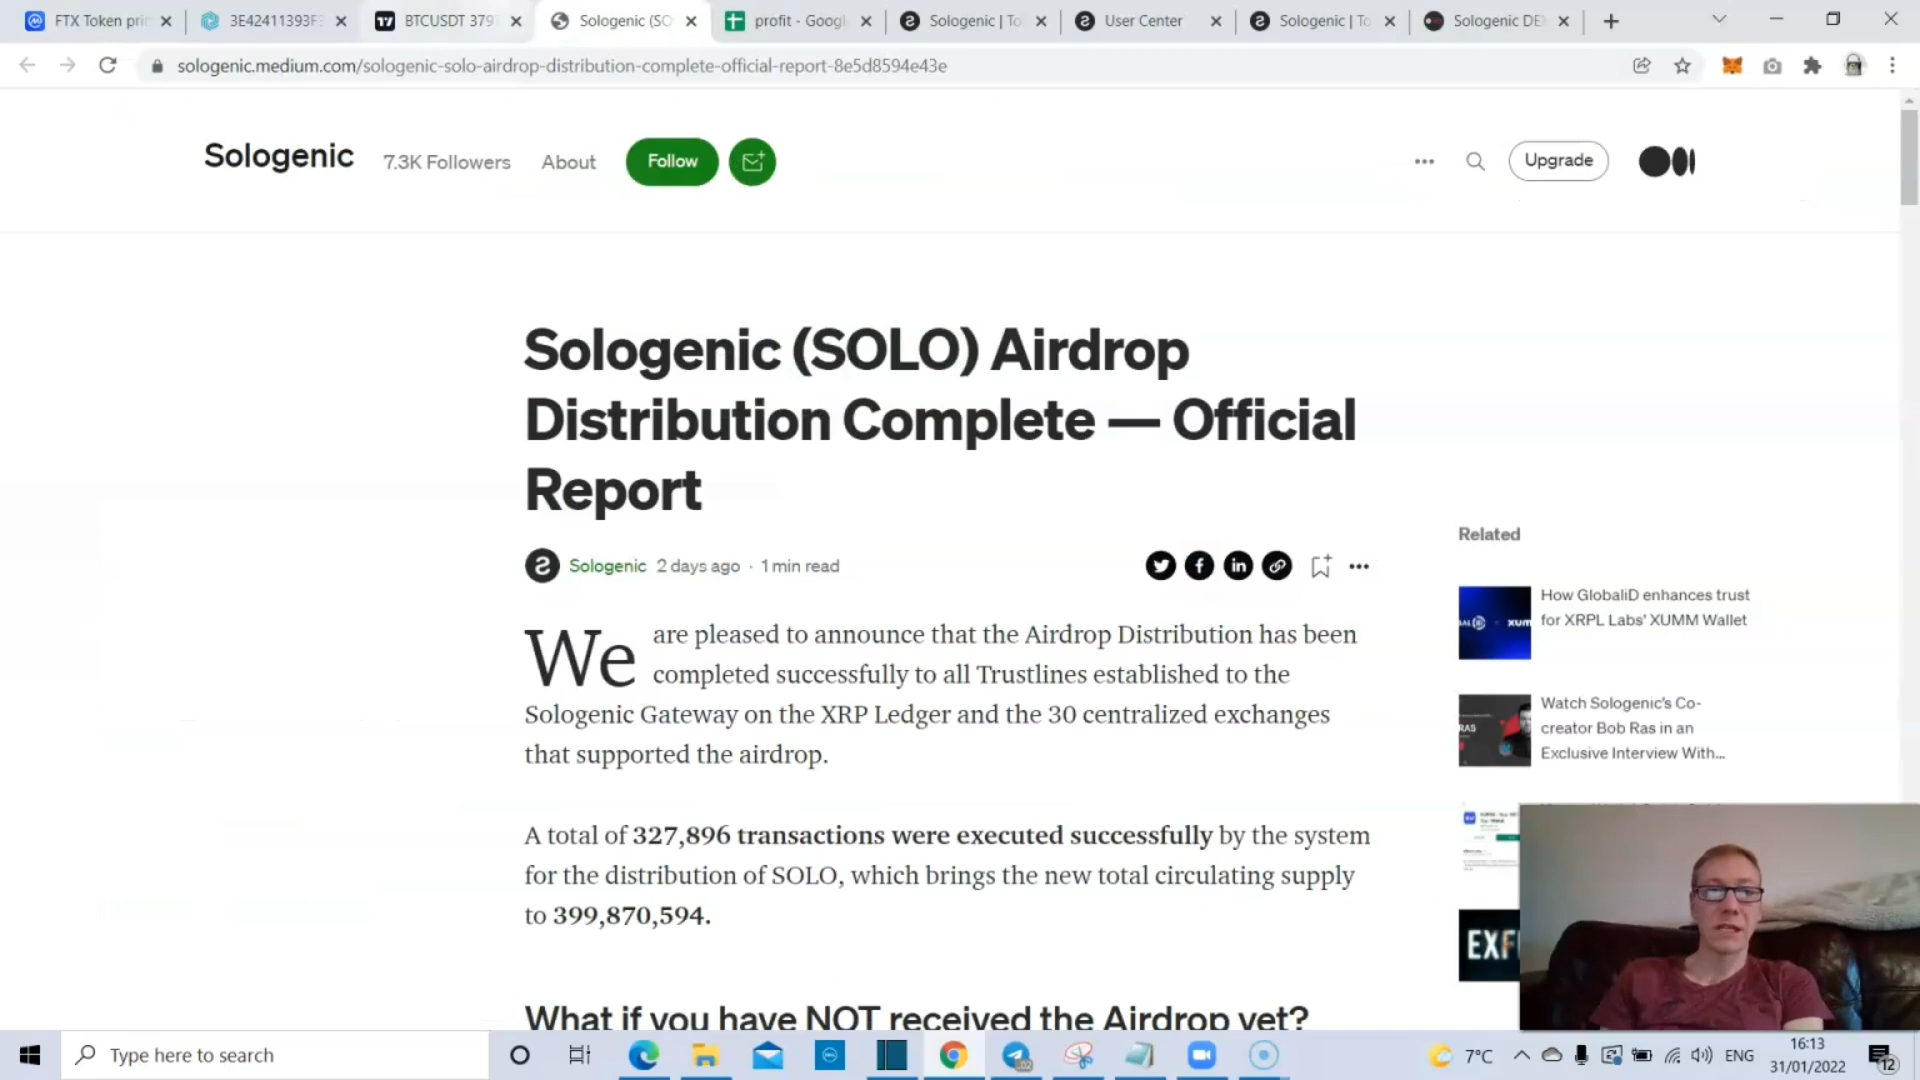 FTX Token pri
3E42411393F
BTCUSDT 379
Sologenic (SO
profit - Googl
Sologenic | To
User Center
Sologenic | To
Sologenic DE
sologenic.medium.com/sologenic-solo-airdrop-distribution-complete-official-report-8e5d8594e43e
Sologenic
7.3K Followers
About
Follow
Upgrade
Sologenic (SOLO) Airdrop
Distribution Complete — Official
Report
Sologenic 2 days ago · 1 min read
We are pleased to announce that the Airdrop Distribution has been
completed successfully to all Trustlines established to the
Sologenic Gateway on the XRP Ledger and the 30 centralized exchanges
that supported the airdrop.
A total of 327,896 transactions were executed successfully by the system
for the distribution of SOLO, which brings the new total circulating supply
to 399,870,594.
What if you have NOT received the Airdrop yet?
Related
How GlobaliD enhances trust
for XRPL Labs' XUMM Wallet
Watch Sologenic's Co-
creator Bob Ras in an
Exclusive Interview With...
RAS
EXF
Type here to search
7°C
ENG
16:13
31/01/2022
12